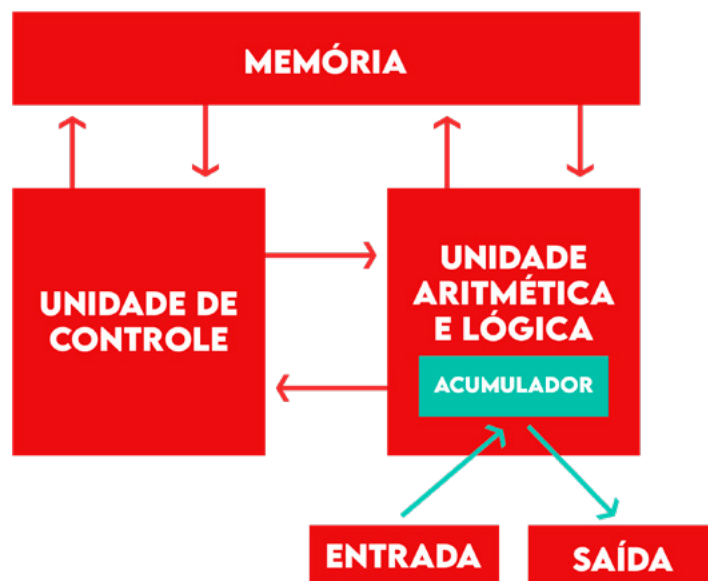 MEMÓRIA
UNIDADE DE
CONTROLE
UNIDADE
ARITMÉTICA
E LÓGICA
ACUMULADOR
ENTRADA
SAÍDA